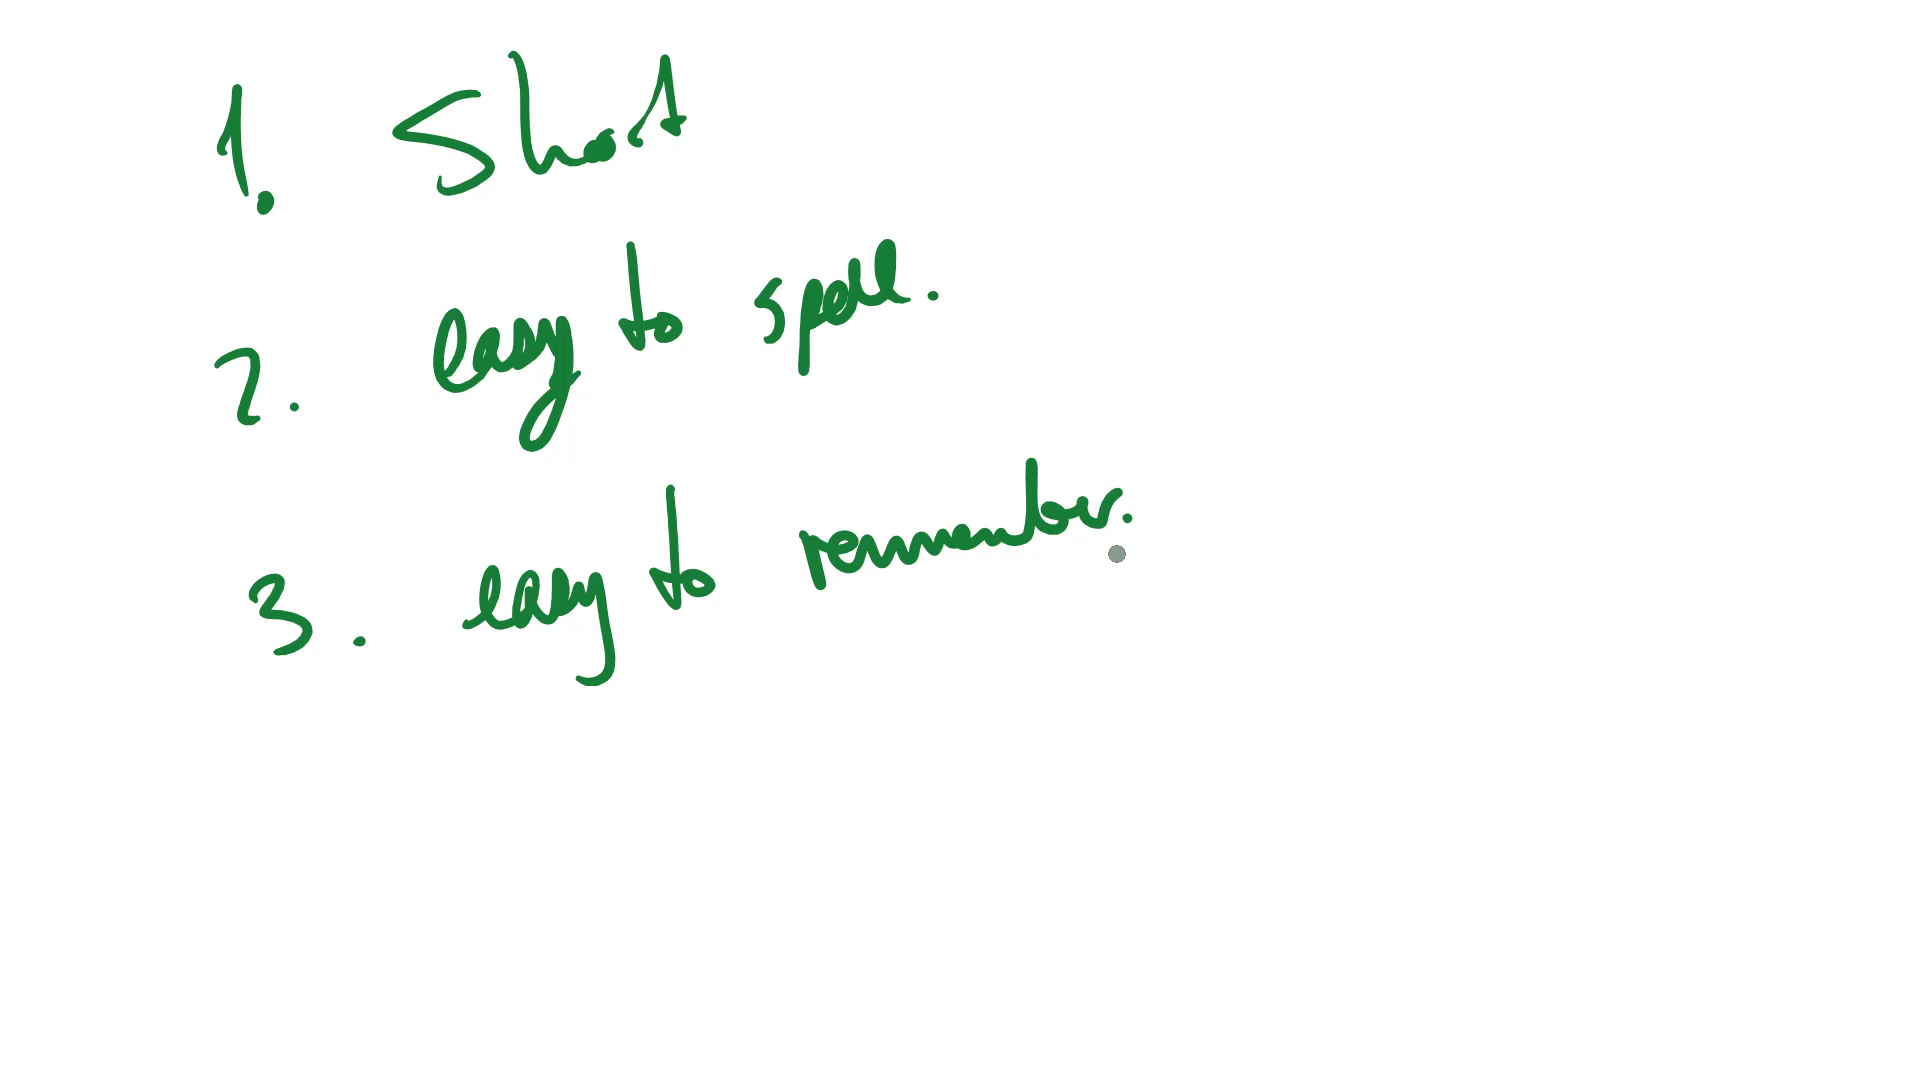 1. Short
2. easy to spell.
3. easy to remember.